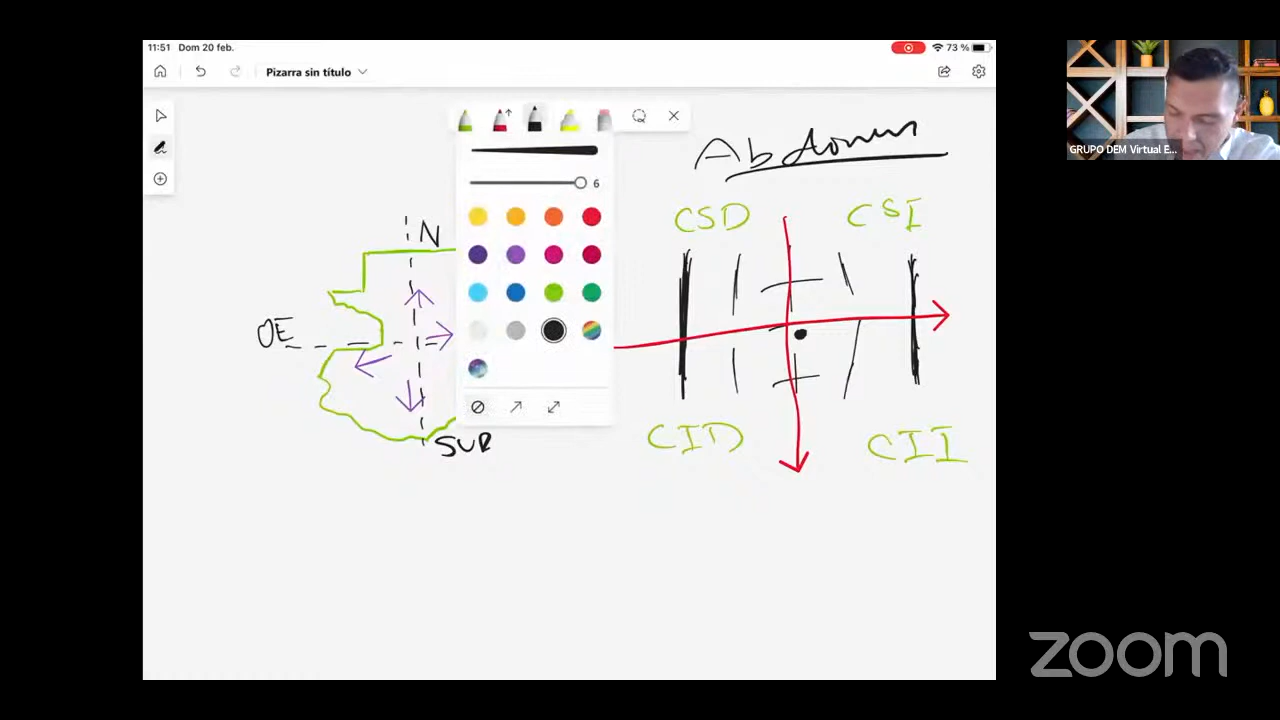 11:51 Dom 20 feb.
73 %
Pizarra sin título
GRUPO DEM Virtual E...
6
Abdomen
CSD
CSI
N
OE
SUR
CID
CII
zoom